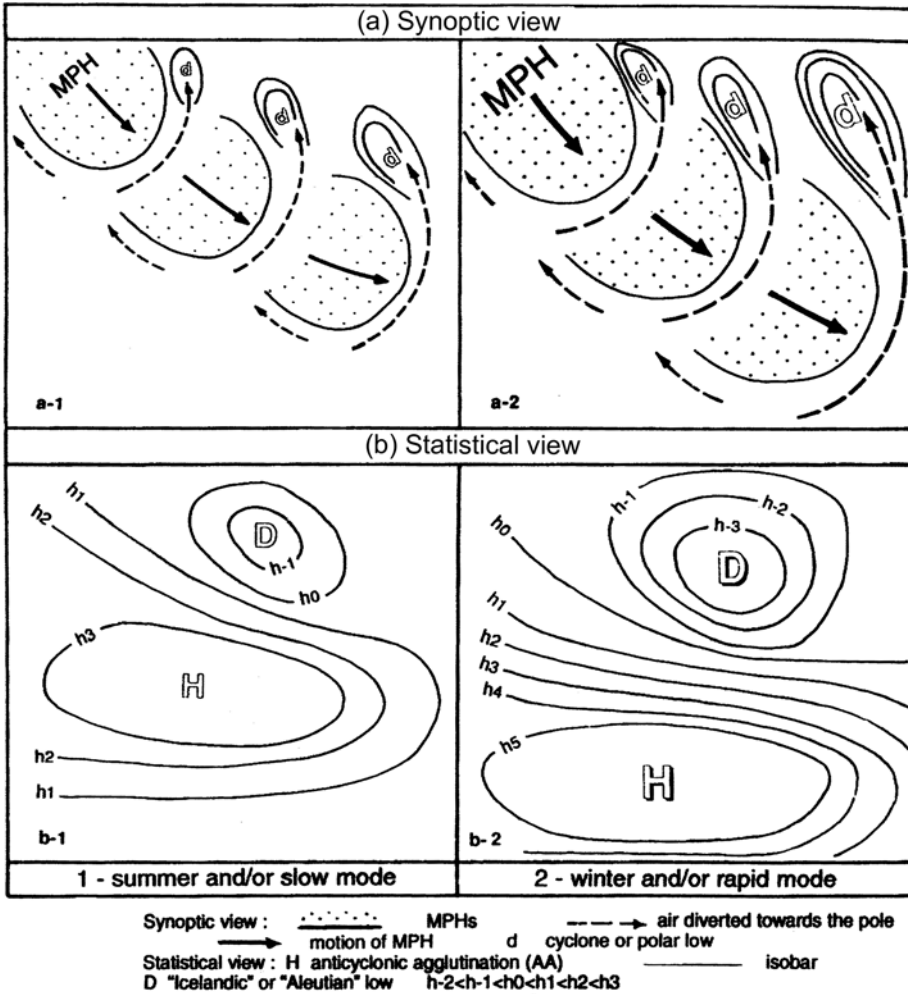 (a) Synoptic view
MPH
d
d
d
a-1
MPH
d
d
d
a-2
(b) Statistical view
h1
h2
D
h-1
h0
h3
H
h2
h1
b-1
h-1
h-2
h0
h-3
D
h1
h2
h3
h4
h5
H
b-2
1 - summer and/or slow mode
2 - winter and/or rapid mode
Synoptic view : MPHs air diverted towards the pole
motion of MPH d cyclone or polar low
Statistical view : H anticyclonic agglutination (AA) isobar
D "Icelandic" or "Aleutian" low h-2<h-1<h0<h1<h2<h3